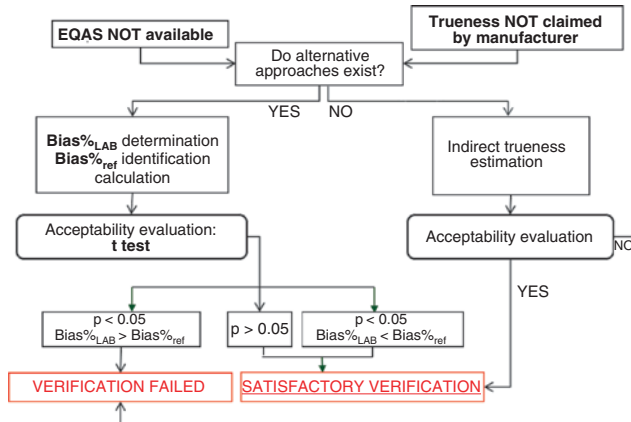 EQAS NOT available
Trueness NOT claimed
by manufacturer
Do alternative
approaches exist?
YES
NO
Bias%LAB determination
Bias%ref identification
calculation
Indirect trueness
estimation
Acceptability evaluation:
t test
Acceptability evaluation
NO
YES
p < 0.05
Bias%LAB > Bias%ref
p > 0.05
p < 0.05
Bias%LAB < Bias%ref
VERIFICATION FAILED
SATISFACTORY VERIFICATION